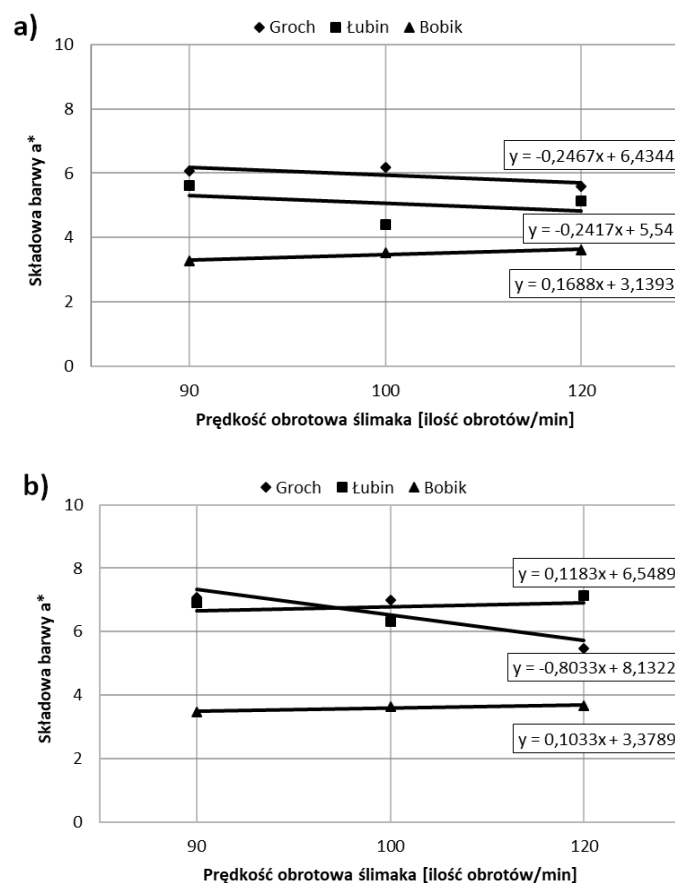 a)
◆ Groch ■ Łubin ▲ Bobik
10
8
6
4
2
0
Składowa barwy a*
y = -0,2467x + 6,4344
y = -0,2417x + 5,54
y = 0,1688x + 3,1393
90 100 120
Prędkość obrotowa ślimaka [ilość obrotów/min]
b)
◆ Groch ■ Łubin ▲ Bobik
10
8
6
4
2
0
Składowa barwy a*
y = 0,1183x + 6,5489
y = -0,8033x + 8,1322
y = 0,1033x + 3,3789
90 100 120
Prędkość obrotowa ślimaka [ilość obrotów/min]